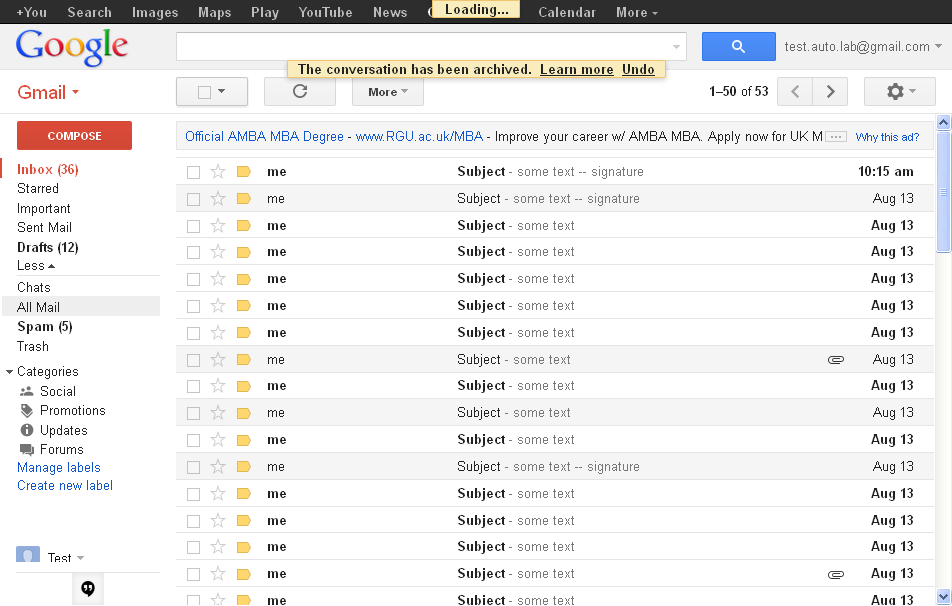 +You Search Images Maps Play YouTube News Loading... Calendar More
Google test.auto.lab@gmail.com
The conversation has been archived. Learn more Undo
Gmail More 1–50 of 53
COMPOSE
Official AMBA MBA Degree - www.RGU.ac.uk/MBA - Improve your career w/ AMBA MBA. Apply now for UK M ... Why this ad?
Inbox (36)
Starred
Important
Sent Mail
Drafts (12)
Less
Chats
All Mail
Spam (5)
Trash
Categories
Social
Promotions
Updates
Forums
Manage labels
Create new label
Test
me Subject - some text -- signature 10:15 am
me Subject - some text -- signature Aug 13
me Subject - some text Aug 13
me Subject - some text Aug 13
me Subject - some text Aug 13
me Subject - some text Aug 13
me Subject - some text Aug 13
me Subject - some text Aug 13
me Subject - some text Aug 13
me Subject - some text Aug 13
me Subject - some text Aug 13
me Subject - some text -- signature Aug 13
me Subject - some text Aug 13
me Subject - some text Aug 13
me Subject - some text Aug 13
me Subject - some text Aug 13
me Subject - some text Aug 13